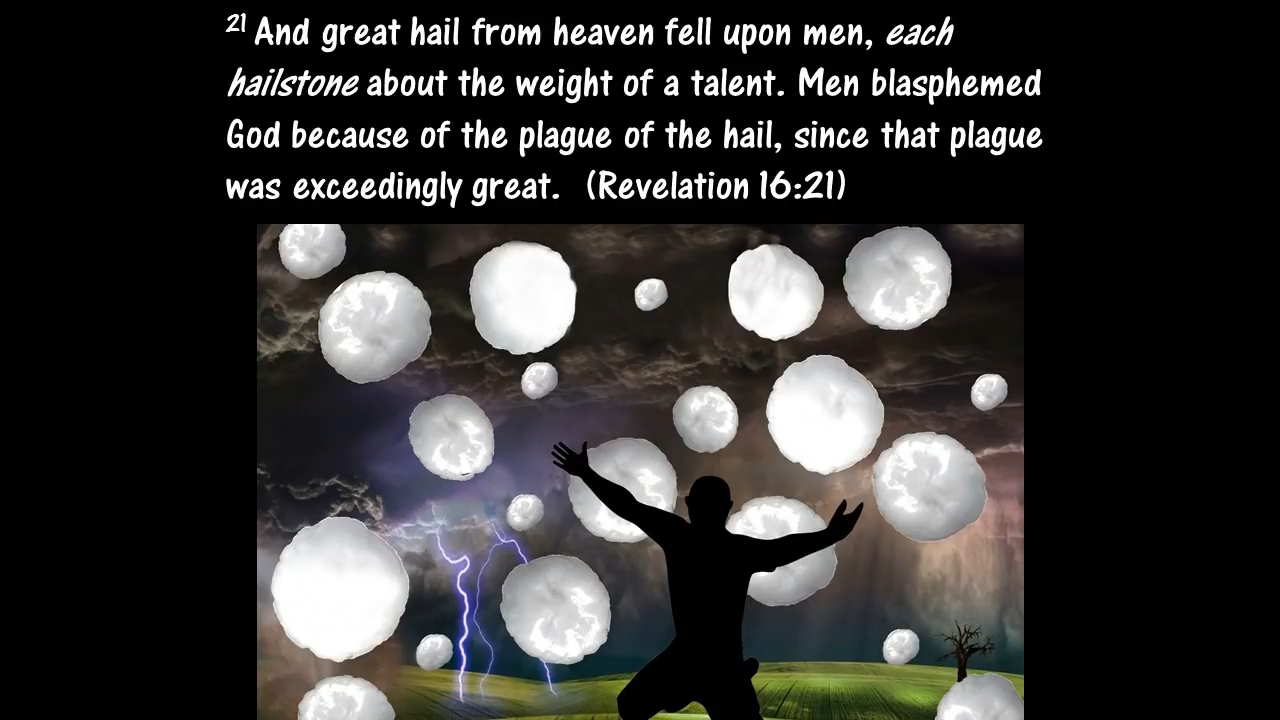 21 And great hail from heaven fell upon men, each
hailstone about the weight of a talent. Men blasphemed
God because of the plague of the hail, since that plague
was exceedingly great. (Revelation 16:21)